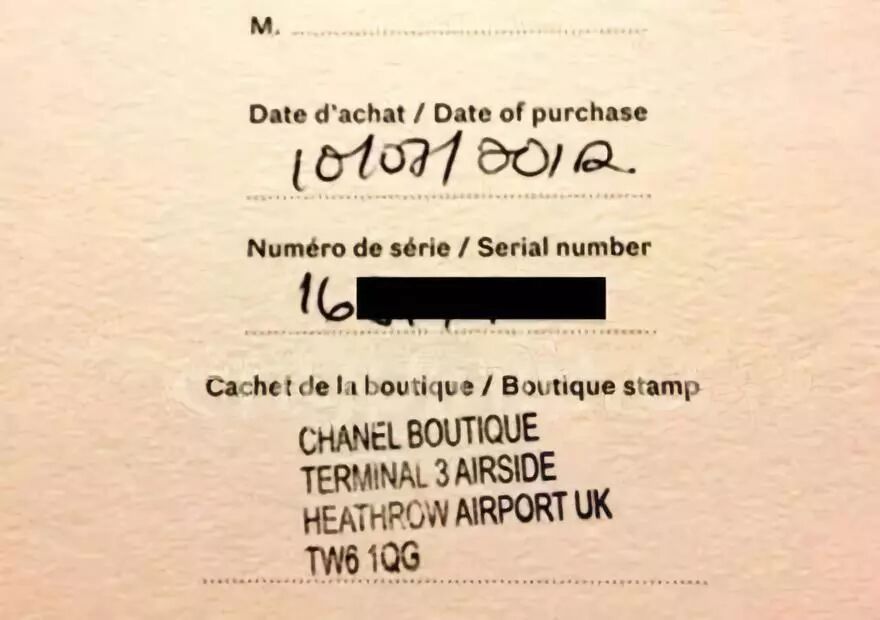 M.
Date d'achat / Date of purchase
10/07/2012.
Numéro de série / Serial number
16
Cachet de la boutique / Boutique stamp
CHANEL BOUTIQUE
TERMINAL 3 AIRSIDE
HEATHROW AIRPORT UK
TW6 1QG